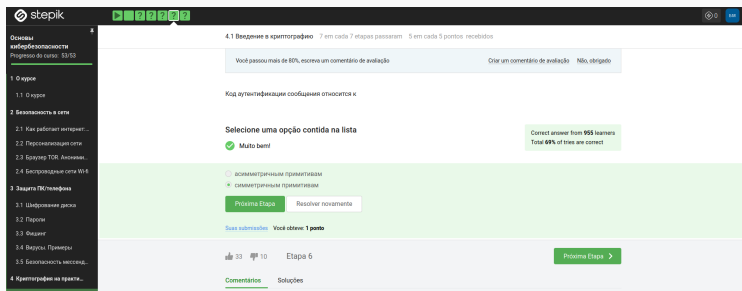 stepik
? ? ? ? ?
0
Основы
кибербезопасности
Progresso do curso: 53/53
1 О курсе
1.1 О курсе
2 Безопасность в сети
2.1 Как работает интернет:...
2.2 Персонализация сети
2.3 Браузер TOR. Аноними...
2.4 Беспроводные сети Wi-fi
3 Защита ПК/телефона
3.1 Шифрование диска
3.2 Пароли
3.3 Фишинг
3.4 Вирусы. Примеры
3.5 Безопасность мессенд...
4 Криптография на практи...
4.1 Введение в криптографию 7 em cada 7 etapas passaram 5 em cada 5 pontos recebidos
Você passou mais de 80%, escreva um comentário de avaliação
Criar um comentário de avaliação Não, obrigado
Код аутентификации сообщения относится к
Selecione uma opção contida na lista
Muito bem!
Correct answer from 955 learners
Total 69% of tries are correct
асимметричным примитивам
симметричным примитивам
Próxima Etapa Resolver novamente
Suas submissões Você obteve: 1 ponto
33 10 Etapa 6
Próxima Etapa
Comentários Soluções